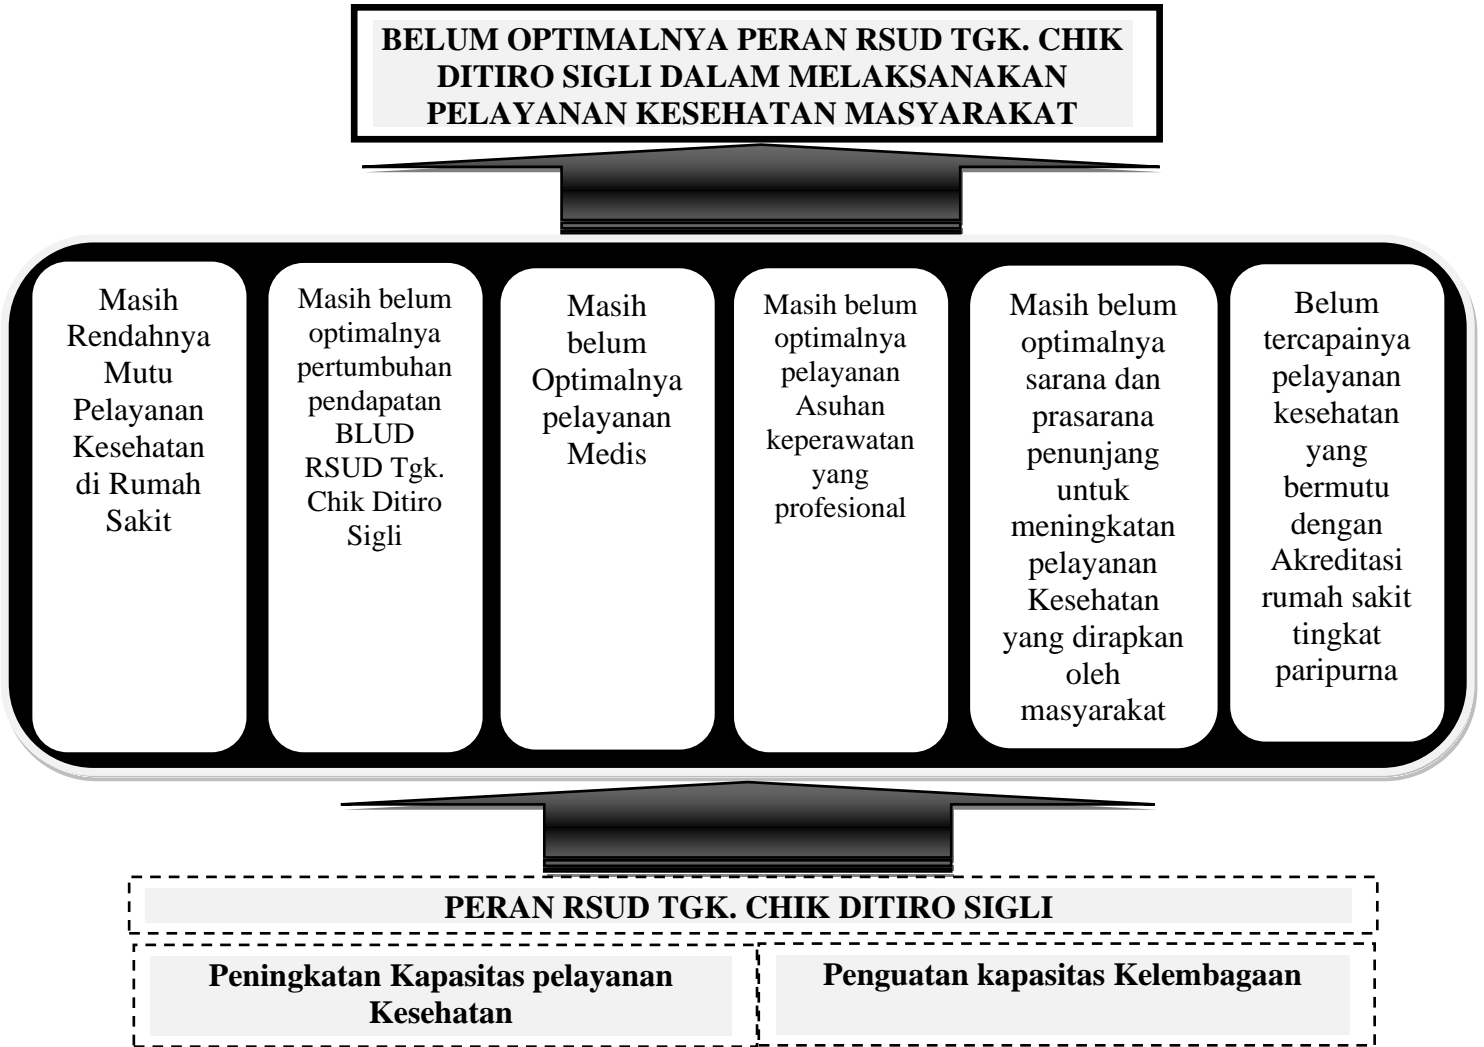 BELUM OPTIMALNYA PERAN RSUD TGK. CHIK
DITIRO SIGLI DALAM MELAKSANAKAN
PELAYANAN KESEHATAN MASYARAKAT
Masih
Rendahnya
Mutu
Pelayanan
Kesehatan
di Rumah
Sakit
Masih belum
optimalnya
pertumbuhan
pendapatan
BLUD
RSUD Tgk.
Chik Ditiro
Sigli
Masih
belum
Optimalnya
pelayanan
Medis
Masih belum
optimalnya
pelayanan
Asuhan
keperawatan
yang
profesional
Masih belum
optimalnya
sarana dan
prasarana
penunjang
untuk
meningkatan
pelayanan
Kesehatan
yang dirapkan
oleh
masyarakat
Belum
tercapainya
pelayanan
kesehatan
yang
bermutu
dengan
Akreditasi
rumah sakit
tingkat
paripurna
PERAN RSUD TGK. CHIK DITIRO SIGLI
Peningkatan Kapasitas pelayanan
Kesehatan
Penguatan kapasitas Kelembagaan